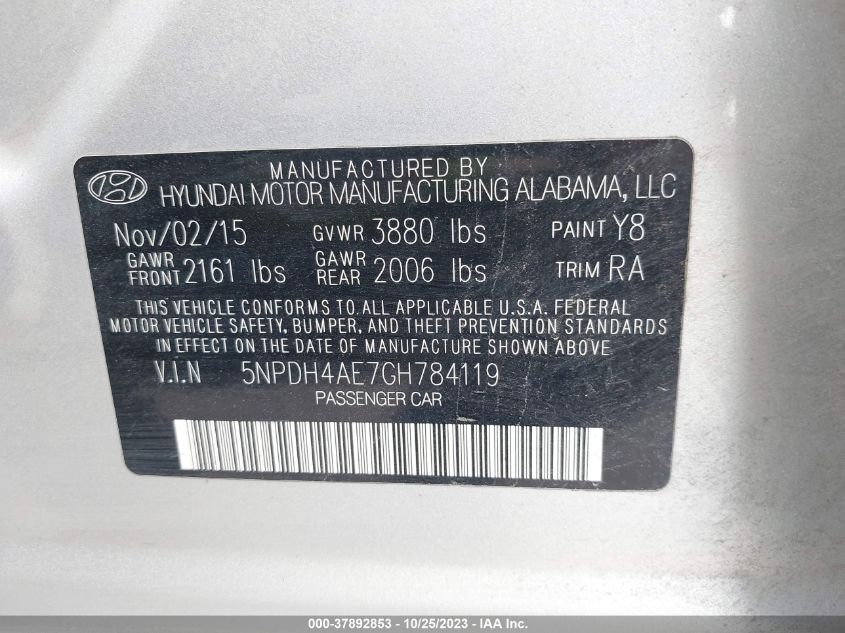 MANUFACTURED BY
HYUNDAI MOTOR MANUFACTURING ALABAMA, LLC
Nov/02/15 GVWR 3880 lbs PAINT Y8
GAWR FRONT 2161 lbs GAWR REAR 2006 lbs TRIM RA
THIS VEHICLE CONFORMS TO ALL APPLICABLE U.S.A. FEDERAL
MOTOR VEHICLE SAFETY, BUMPER, AND THEFT PREVENTION STANDARDS
IN EFFECT ON THE DATE OF MANUFACTURE SHOWN ABOVE
V.I.N 5NPDH4AE7GH784119
PASSENGER CAR
000-37892853 - 10/25/2023 - IAA Inc.